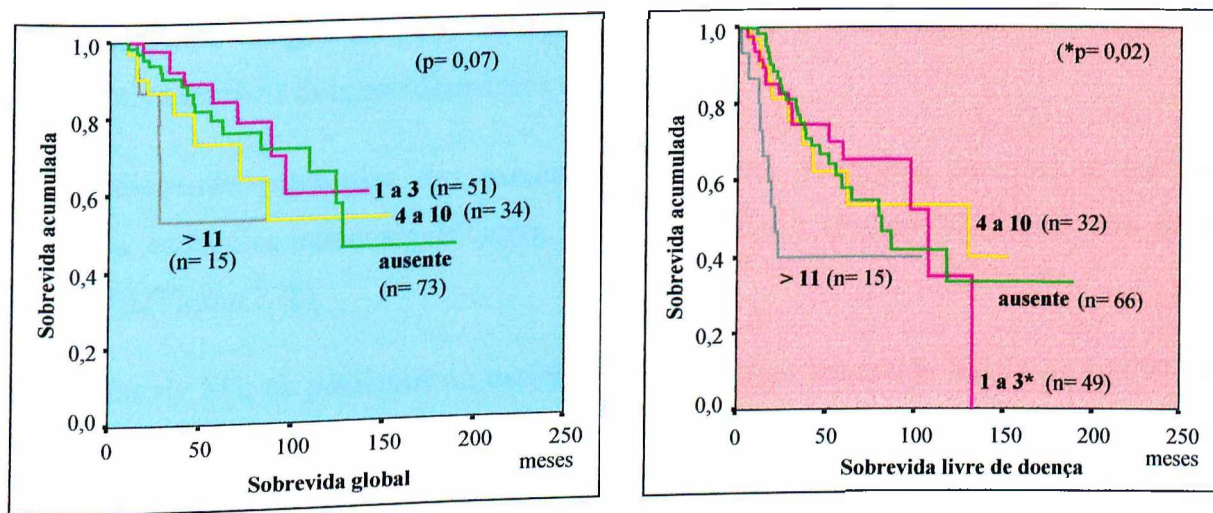 1,0
0,8
0,6
0,4
0,2
0,0
Sobrevida acumulada
(p= 0,07)
1 a 3 (n= 51)
4 a 10 (n= 34)
> 11
(n= 15)
ausente
(n= 73)
0 50 100 150 200 250
meses
Sobrevida global
1,0
0,8
0,6
0,4
0,2
0,0
Sobrevida acumulada
(*p= 0,02)
4 a 10 (n= 32)
> 11 (n= 15)
ausente (n= 66)
1 a 3* (n= 49)
0 50 100 150 200 250
meses
Sobrevida livre de doença